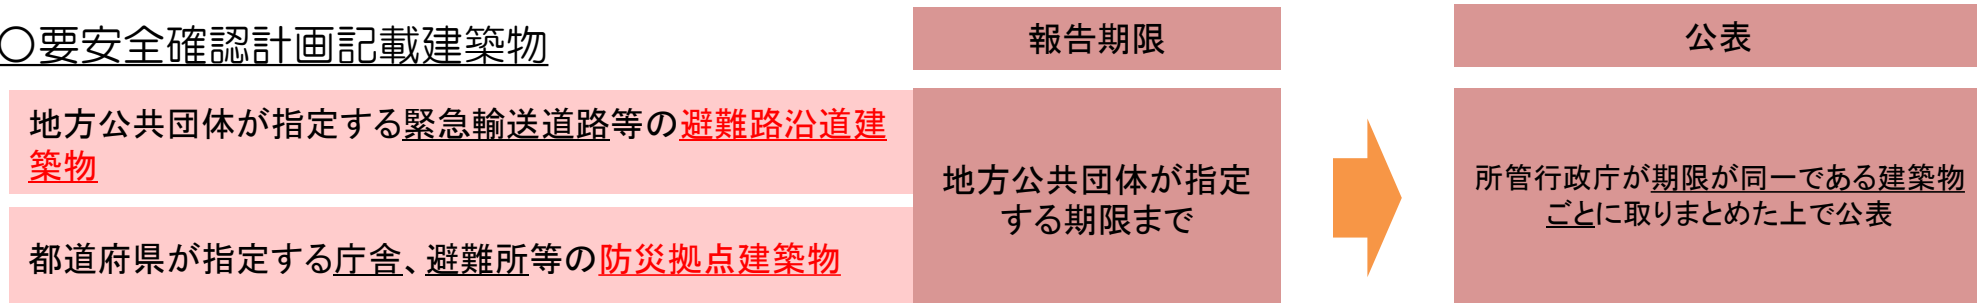 〇要安全確認計画記載建築物
報告期限
公表
地方公共団体が指定する緊急輸送道路等の避難路沿道建
築物
都道府県が指定する庁舎、避難所等の防災拠点建築物
地方公共団体が指定
する期限まで
所管行政庁が期限が同一である建築物
ごとに取りまとめた上で公表